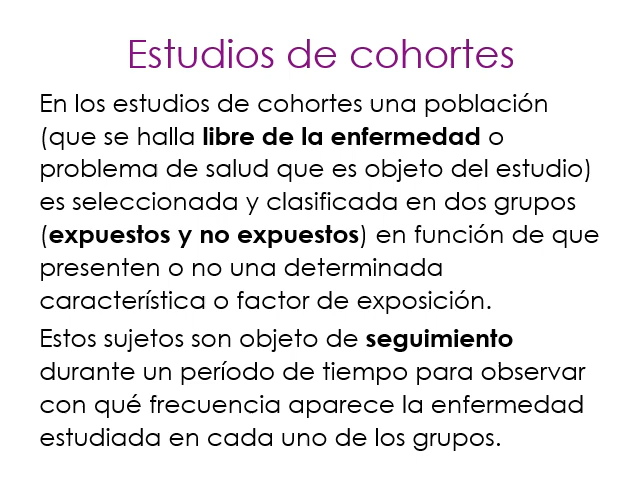 Estudios de cohortes
En los estudios de cohortes una población
(que se halla libre de la enfermedad o
problema de salud que es objeto del estudio)
es seleccionada y clasificada en dos grupos
(expuestos y no expuestos) en función de que
presenten o no una determinada
característica o factor de exposición.
Estos sujetos son objeto de seguimiento
durante un período de tiempo para observar
con qué frecuencia aparece la enfermedad
estudiada en cada uno de los grupos.